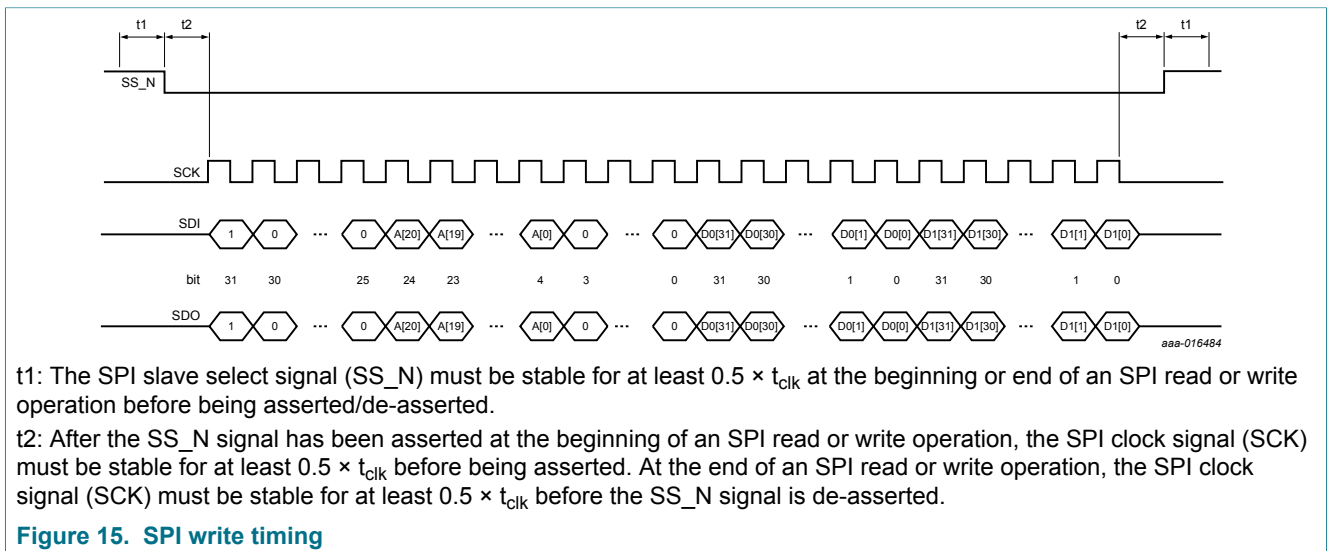 t1 t2 t2 t1
SS_N
SCK
SDI 1 0 ... 0 A[20] A[19] ... A[0] 0 ... 0 D0[31] D0[30] ... D0[1] D0[0] D1[31] D1[30] ... D1[1] D1[0]
bit 31 30 25 24 23 4 3 0 31 30 1 0 31 30 1 0
SDO 1 0 ... 0 A[20] A[19] ... A[0] 0 ... 0 D0[31] D0[30] ... D0[1] D0[0] D1[31] D1[30] ... D1[1] D1[0]
aaa-016484
t1: The SPI slave select signal (SS_N) must be stable for at least 0.5 × tclk at the beginning or end of an SPI read or write
operation before being asserted/de-asserted.
t2: After the SS_N signal has been asserted at the beginning of an SPI read or write operation, the SPI clock signal (SCK)
must be stable for at least 0.5 × tclk before being asserted. At the end of an SPI read or write operation, the SPI clock
signal (SCK) must be stable for at least 0.5 × tclk before the SS_N signal is de-asserted.
Figure 15. SPI write timing